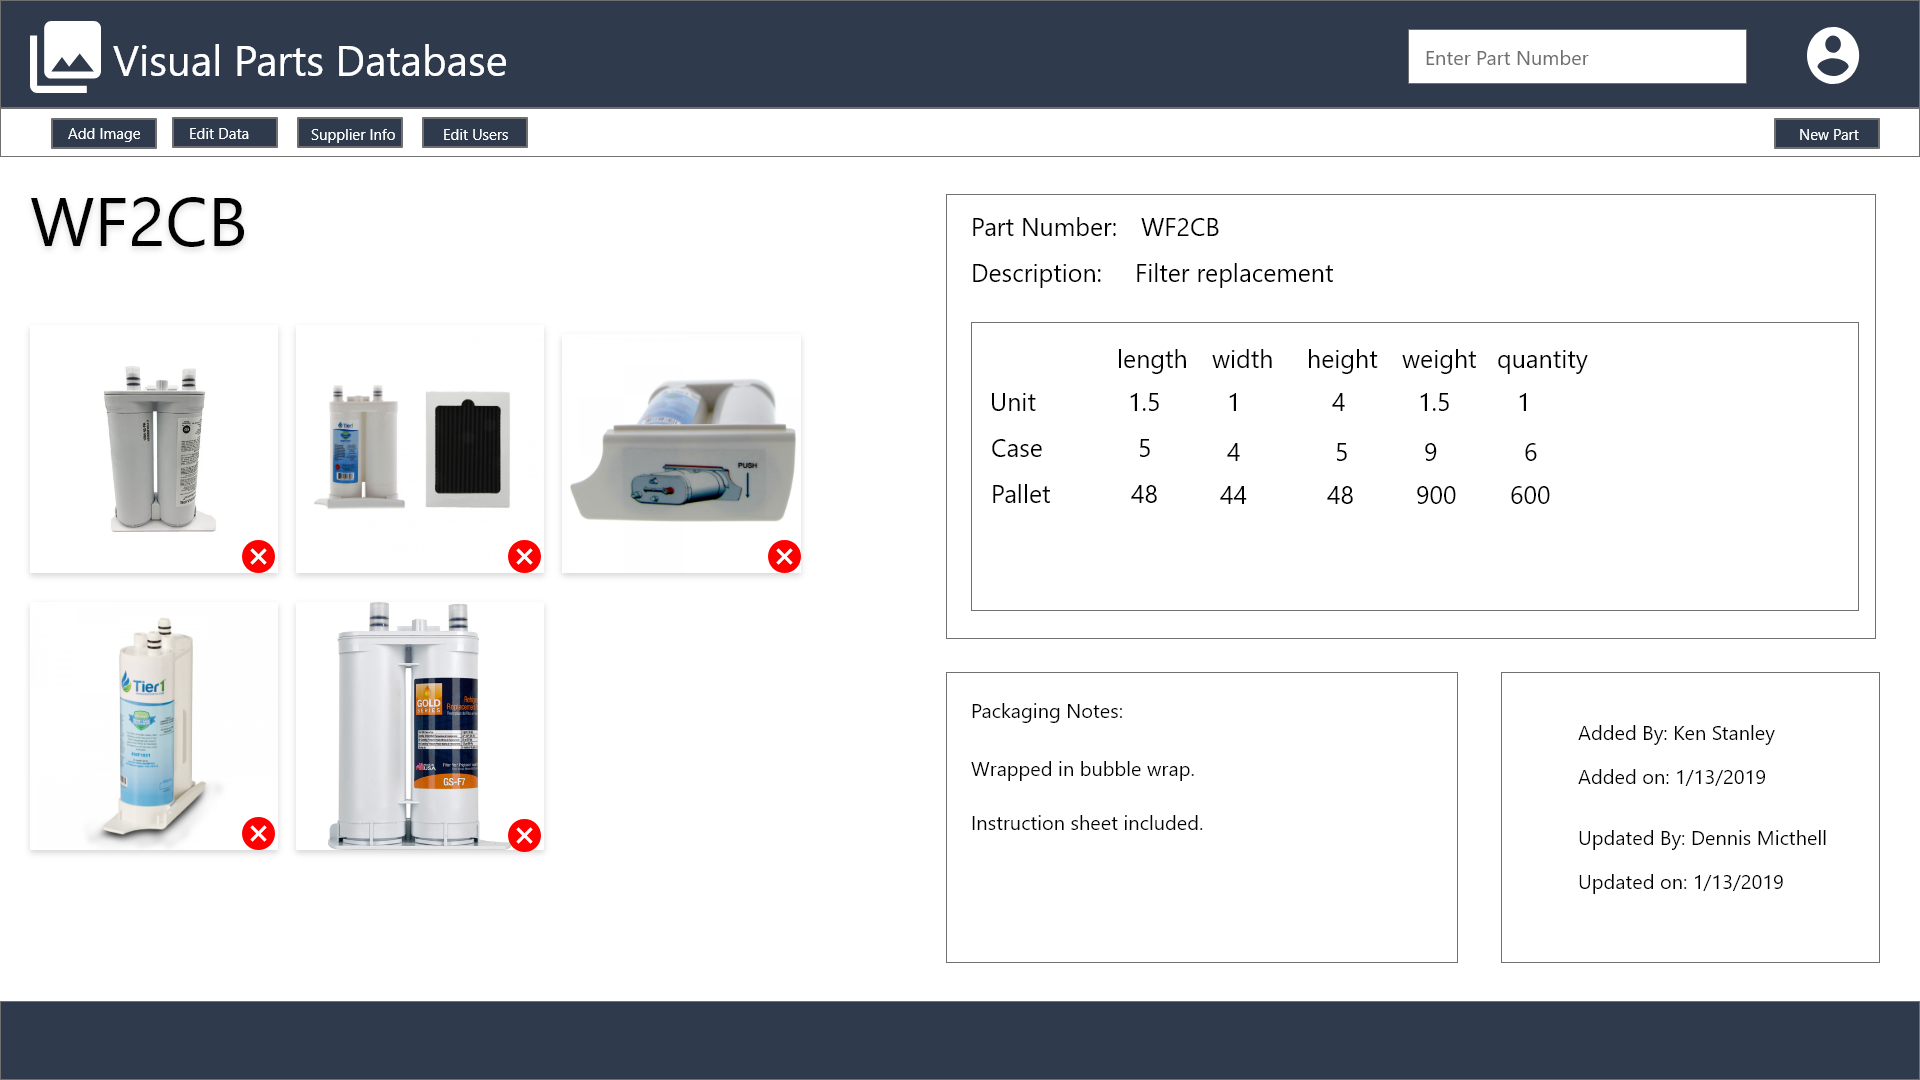 Visual Parts Database
Enter Part Number
Add Image
Edit Data
Supplier Info
Edit Users
New Part
WF2CB
Part Number: WF2CB
Description: Filter replacement
length width height weight quantity
Unit 1.5 1 4 1.5 1
Case 5 4 5 9 6
Pallet 48 44 48 900 600
Tier1
PUSH
Tier1
GOLD
SERIES
USA
GS-F7
Packaging Notes:
Wrapped in bubble wrap.
Instruction sheet included.
Added By: Ken Stanley
Added on: 1/13/2019
Updated By: Dennis Micthell
Updated on: 1/13/2019